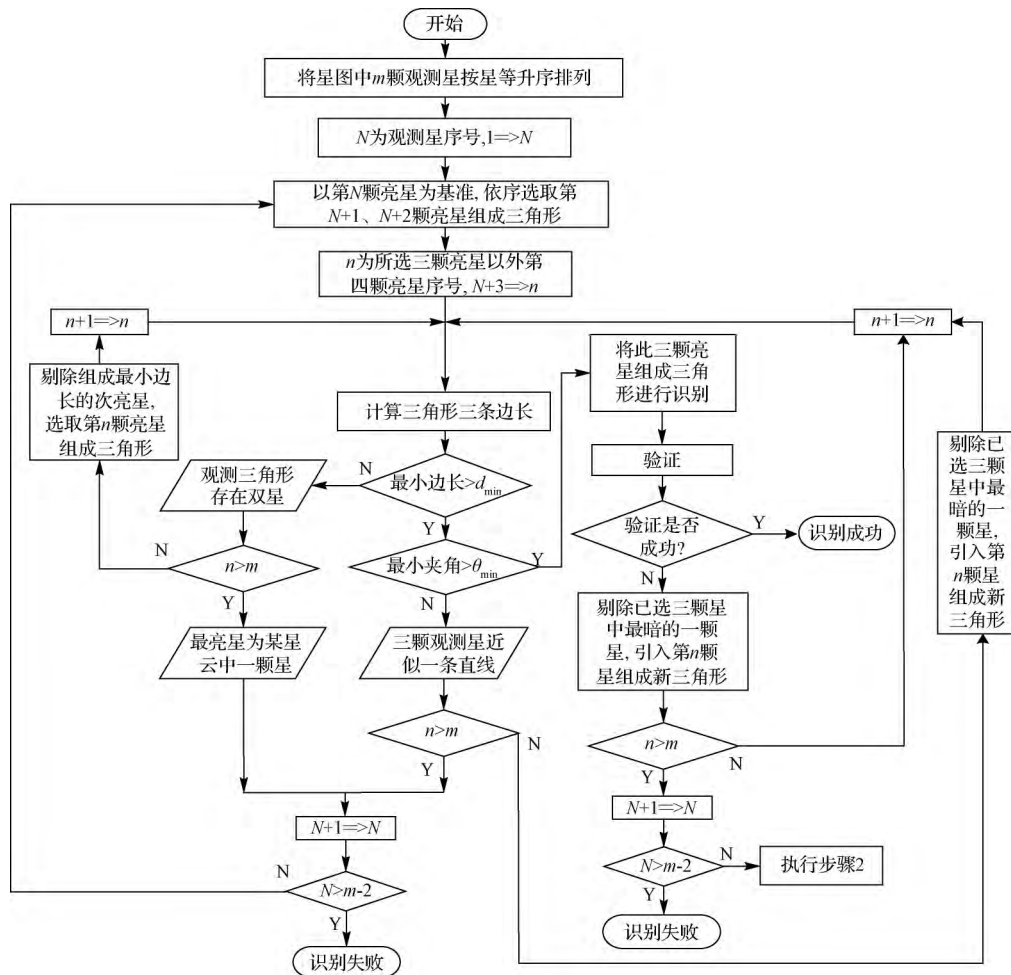 开始
将星图中m颗观测星按星等升序排列
N为观测星序号,1=>N
以第N颗亮星为基准, 依序选取第
N+1、N+2颗亮星组成三角形
n为所选三颗亮星以外第
四颗亮星序号, N+3=>n
n+1=>n
n+1=>n
剔除组成最小边
长的次亮星,
选取第n颗亮星
组成三角形
计算三角形三条边长
将此三颗亮
星组成三角
形进行识别
验证
观测三角形
存在双星
N
最小边长>dmin
Y
验证是否
成功?
Y
识别成功
N
剔除已
选三颗
星中最
暗的一
颗星,
引入第
n颗星
组成新
三角形
N
n>m
Y
最小夹角>θmin
Y
N
最亮星为某星
云中一颗星
三颗观测星近
似一条直线
剔除已选三颗星
中最暗的一颗
星, 引入第n颗
星组成新三角形
n>m
N
Y
n>m
N
Y
N+1=>N
N+1=>N
N
N>m-2
Y
识别失败
N>m-2
N
执行步骤2
Y
识别失败